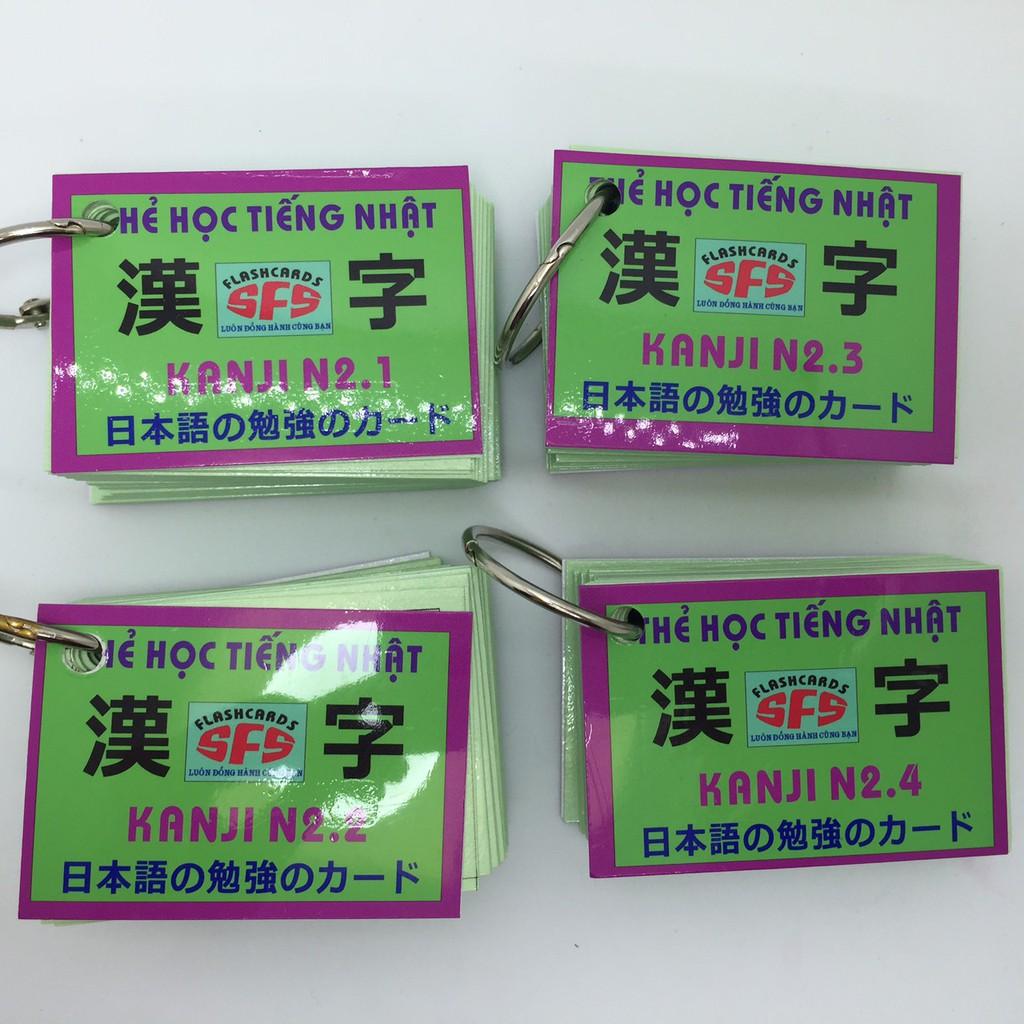 THẺ HỌC TIẾNG NHẬT
漢字
FLASHCARDS
SFS
LUÔN ĐỒNG HÀNH CÙNG BẠN
KANJI N2.1
日本語の勉強のカード
THẺ HỌC TIẾNG NHẬT
漢字
FLASHCARDS
SFS
LUÔN ĐỒNG HÀNH CÙNG BẠN
KANJI N2.3
日本語の勉強のカード
THẺ HỌC TIẾNG NHẬT
漢字
FLASHCARDS
SFS
LUÔN ĐỒNG HÀNH CÙNG BẠN
KANJI N2.2
日本語の勉強のカード
THẺ HỌC TIẾNG NHẬT
漢字
FLASHCARDS
SFS
LUÔN ĐỒNG HÀNH CÙNG BẠN
KANJI N2.4
日本語の勉強のカード